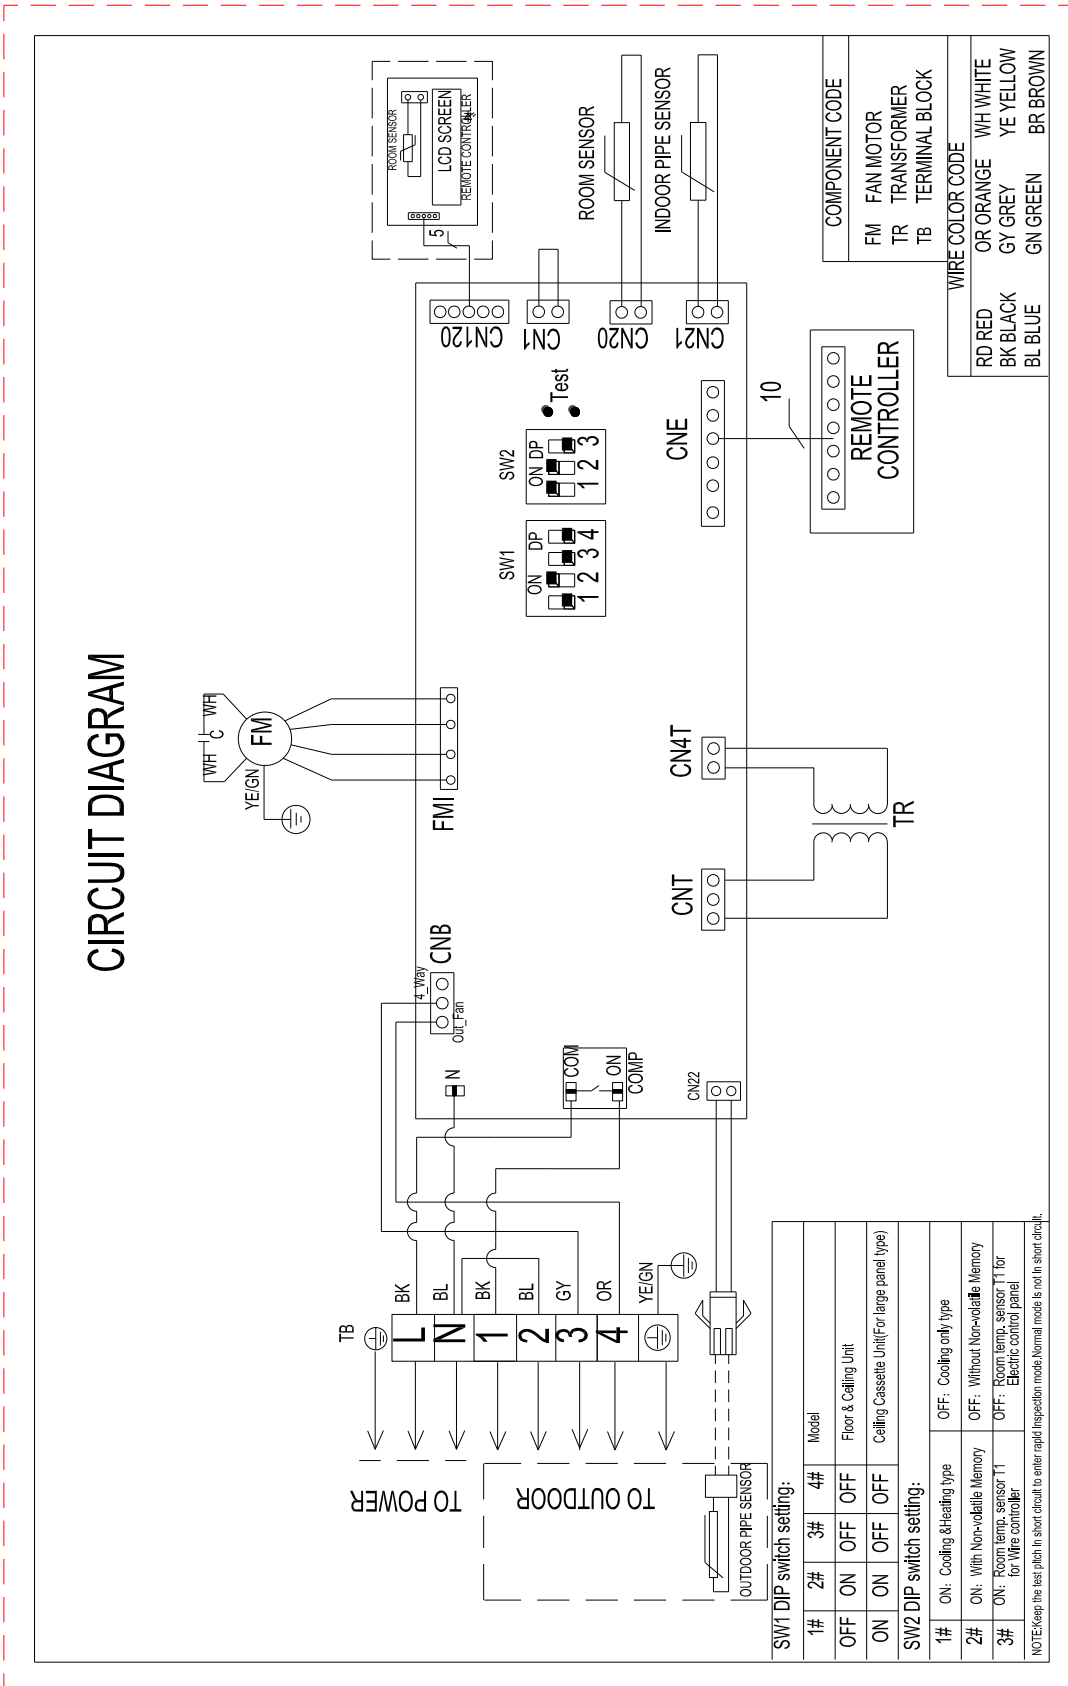 CIRCUIT DIAGRAM
ROOM SENSOR
LCD SCREEN
REMOTE CONTROLLER
5
ROOM SENSOR
INDOOR PIPE SENSOR
COMPONENT CODE
FM FAN MOTOR
TR TRANSFORMER
TB TERMINAL BLOCK
WIRE COLOR CODE
RD RED OR ORANGE WH WHITE
BK BLACK GY GREY YE YELLOW
BL BLUE GN GREEN BR BROWN
CN120
CN1
CN20
CN21
Test
SW2
ON DP
1 2 3
SW1
ON DP
1 2 3 4
CNE
10
REMOTE
CONTROLLER
WH C WH
FM
YE/GN
FM1
CN4T
CNT
TR
CNB
4_Way
Out_Fan
N
COM
ON
COMP
CN22
TB
BK
BL
BK
BL
GY
OR
YE/GN
L
N
1
2
3
4
TO POWER
TO OUTDOOR
OUTDOOR PIPE SENSOR
SW1 DIP switch setting:
1# 2# 3# 4# Model
OFF ON OFF OFF Floor & Ceiling Unit
ON ON OFF OFF Ceiling Cassette Unit(For large panel type)
SW2 DIP switch setting:
1# ON: Cooling &Heating type OFF: Cooling only type
2# ON: With Non-volatile Memory OFF: Without Non-volatile Memory
3# ON: Room temp. sensor T1 for Wire controller OFF: Room temp. sensor T1 for Electric control panel
NOTE:Keep the test pitch in short circuit to enter rapid inspection mode.Normal mode is not in short circuit.